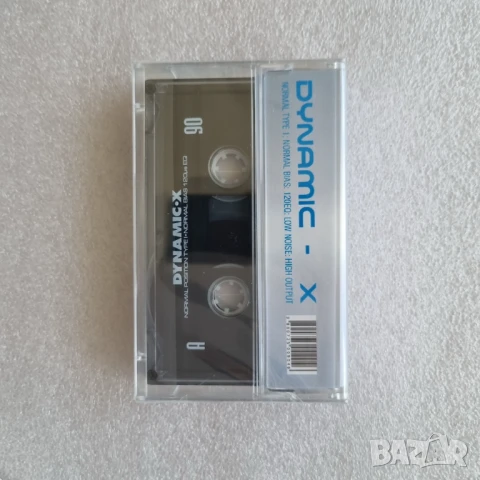 DYNAMIC - X
NORMAL TYPE I: NORMAL BIAS: 120EQ: LOW NOISE: HIGH OUTPUT
90
DYNAMIC•X
NORMAL POSITION TYPE I•NORMAL BIAS 120µs EQ
A
BAZAR